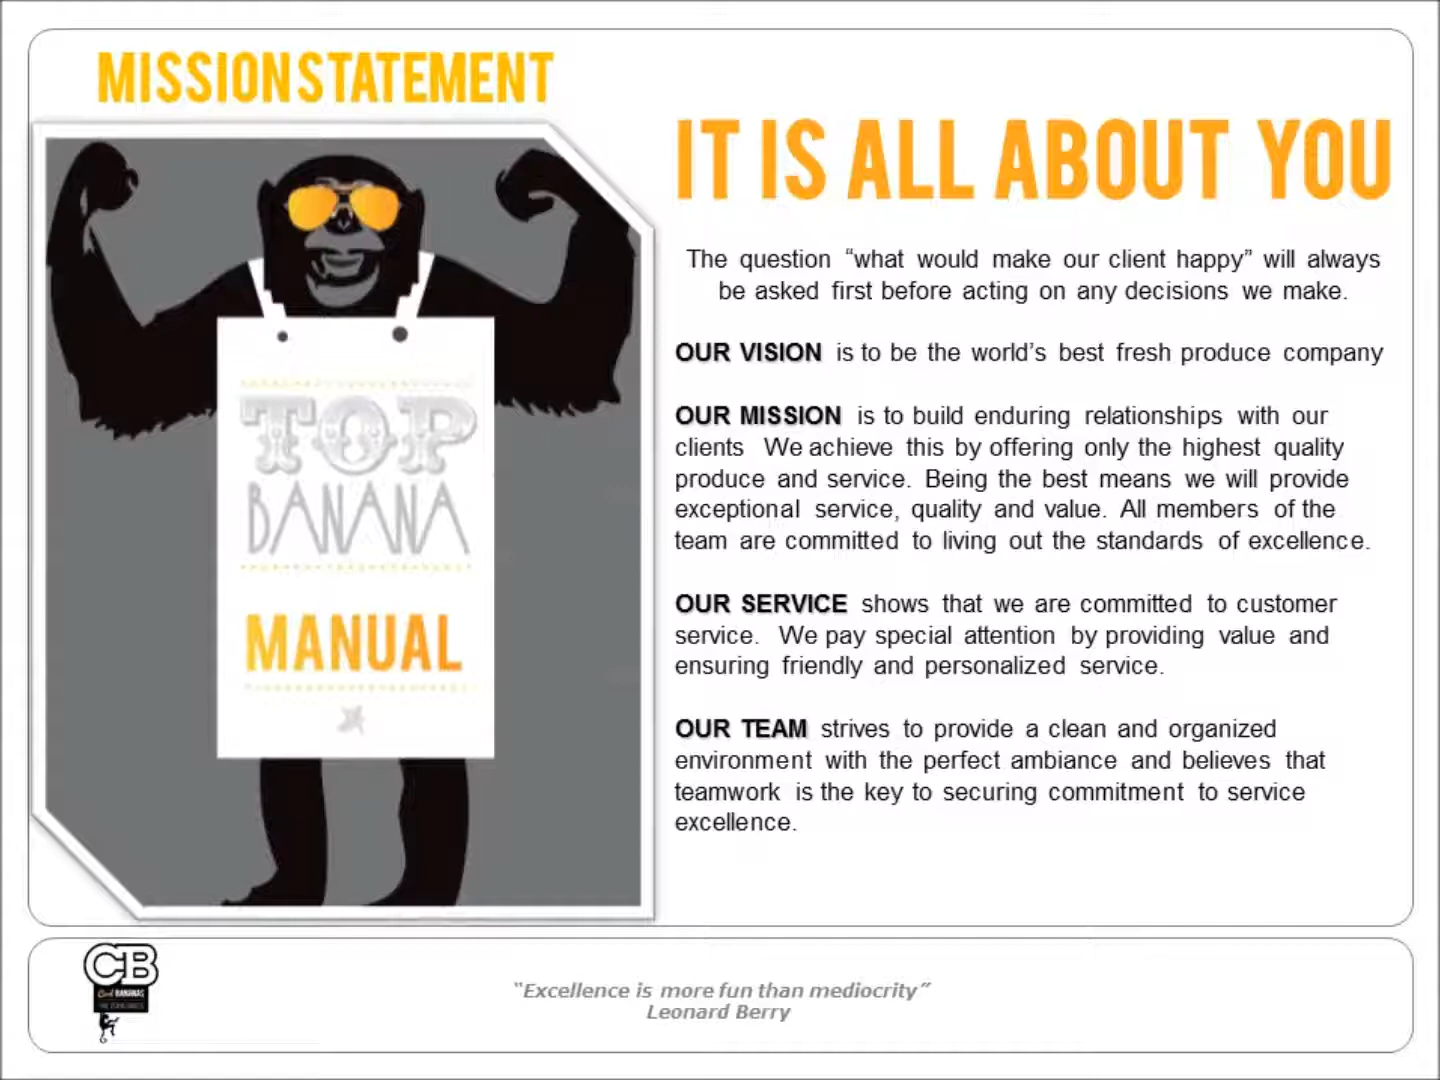 MISSION STATEMENT
IT IS ALL ABOUT YOU
The question “what would make our client happy” will always
be asked first before acting on any decisions we make.
OUR VISION is to be the world’s best fresh produce company
OUR MISSION is to build enduring relationships with our
clients We achieve this by offering only the highest quality
produce and service. Being the best means we will provide
exceptional service, quality and value. All members of the
team are committed to living out the standards of excellence.
OUR SERVICE shows that we are committed to customer
service. We pay special attention by providing value and
ensuring friendly and personalized service.
OUR TEAM strives to provide a clean and organized
environment with the perfect ambiance and believes that
teamwork is the key to securing commitment to service
excellence.
TOP
BANANA
MANUAL
CB
BANANAS
“Excellence is more fun than mediocrity”
Leonard Berry